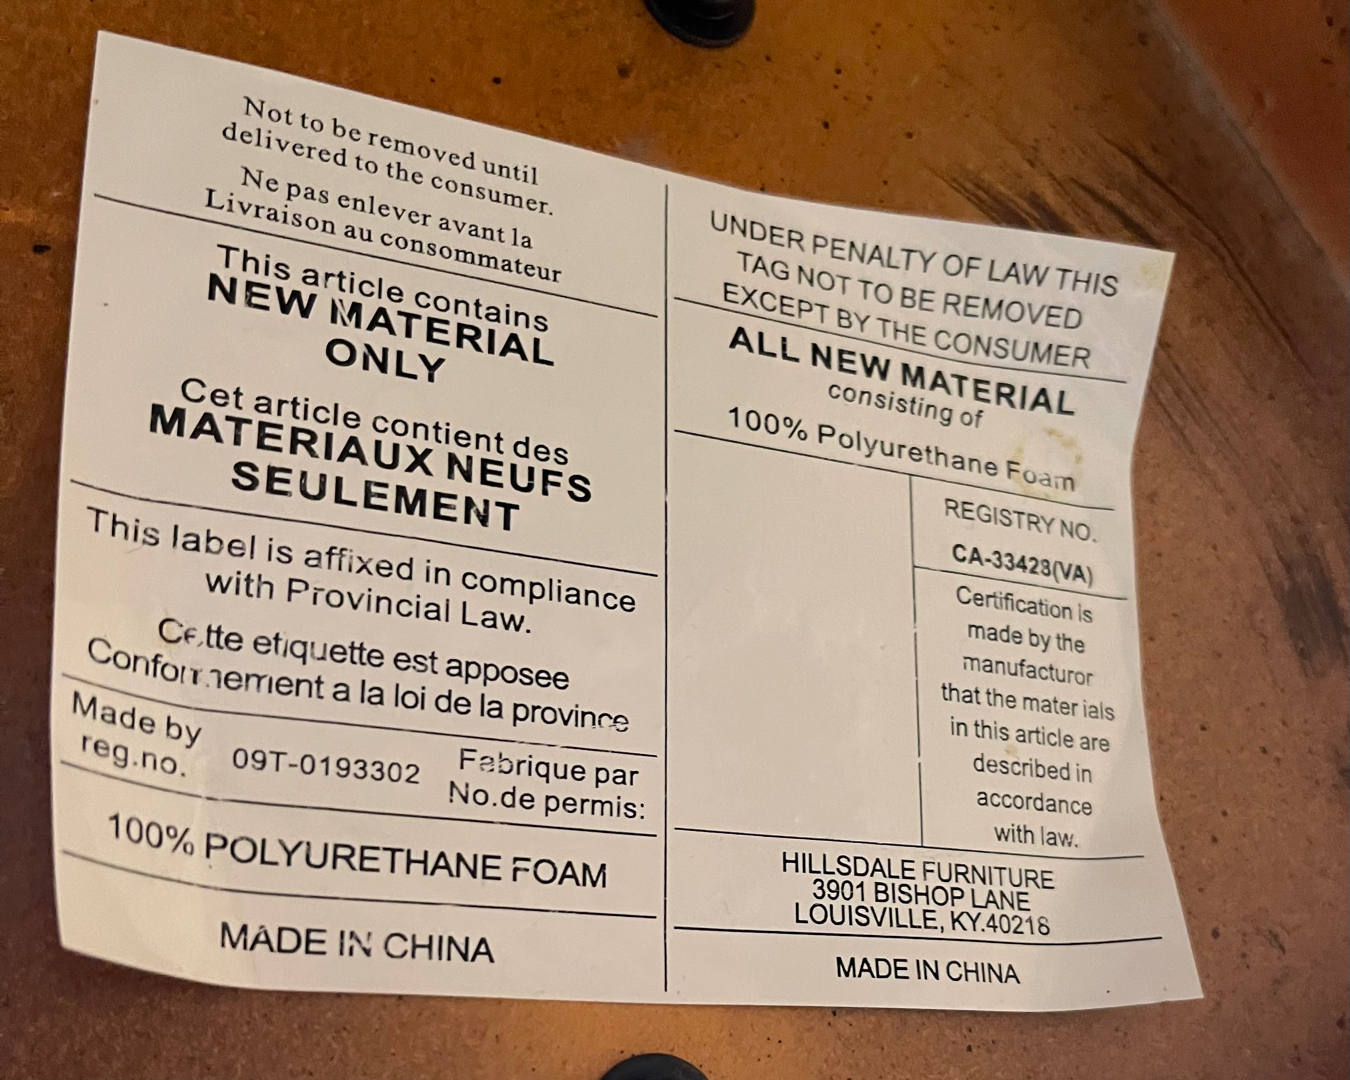 Not to be removed until
delivered to the consumer.
Ne pas enlever avant la
Livraison au consommateur
This article contains
NEW MATERIAL
ONLY
Cet article contient des
MATERIAUX NEUFS
SEULEMENT
This label is affixed in compliance
with Provincial Law.
Cette etiquette est apposee
Conformement a la loi de la province
Made by
reg.no.
09T-0193302
Fabrique par
No.de permis:
100% POLYURETHANE FOAM
MADE IN CHINA
UNDER PENALTY OF LAW THIS
TAG NOT TO BE REMOVED
EXCEPT BY THE CONSUMER
ALL NEW MATERIAL
consisting of
100% Polyurethane Foam
REGISTRY NO.
CA-33428(VA)
Certification is
made by the
manufacturor
that the mater ials
in this article are
described in
accordance
with law.
HILLSDALE FURNITURE
3901 BISHOP LANE
LOUISVILLE, KY.40218
MADE IN CHINA